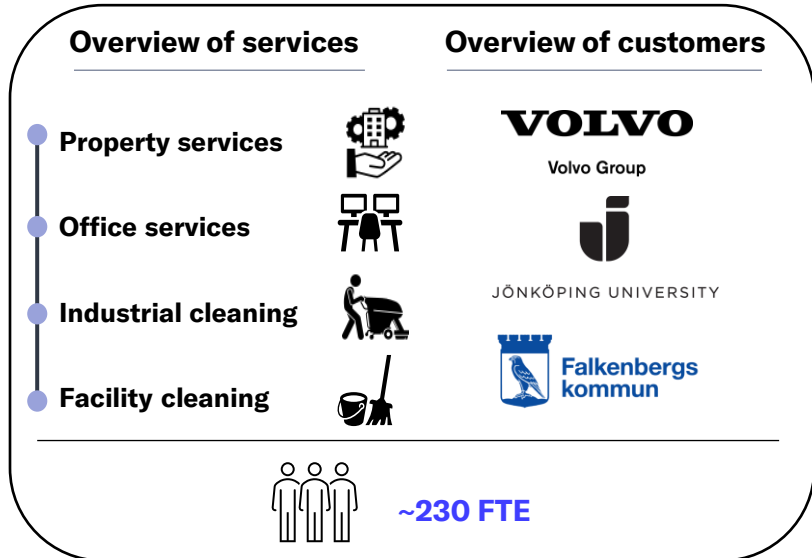 Overview of services
Overview of customers
Property services
Office services
Industrial cleaning
Facility cleaning
VOLVO
Volvo Group
JÖNKÖPING UNIVERSITY
Falkenbergs
kommun
~230 FTE